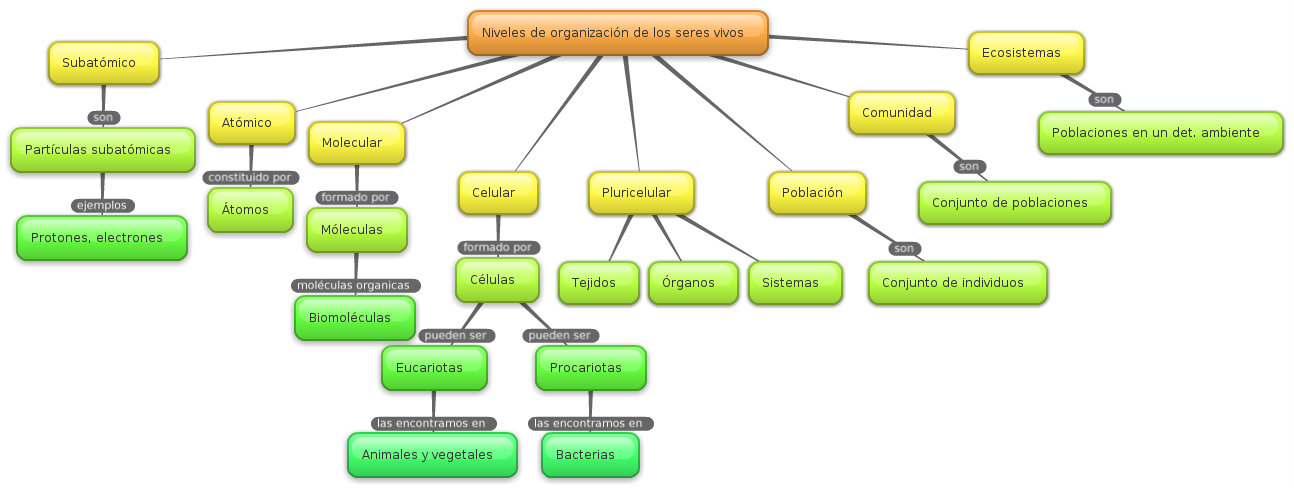 Niveles de organización de los seres vivos
Subatómico
son
Partículas subatómicas
ejemplos
Protones, electrones
Atómico
constituido por
Átomos
Molecular
formado por
Móleculas
moléculas organicas
Biomoléculas
Celular
formado por
Células
pueden ser
Eucariotas
las encontramos en
Animales y vegetales
pueden ser
Procariotas
las encontramos en
Bacterias
Pluricelular
Tejidos
Órganos
Sistemas
Población
son
Conjunto de individuos
Comunidad
son
Conjunto de poblaciones
Ecosistemas
son
Poblaciones en un det. ambiente